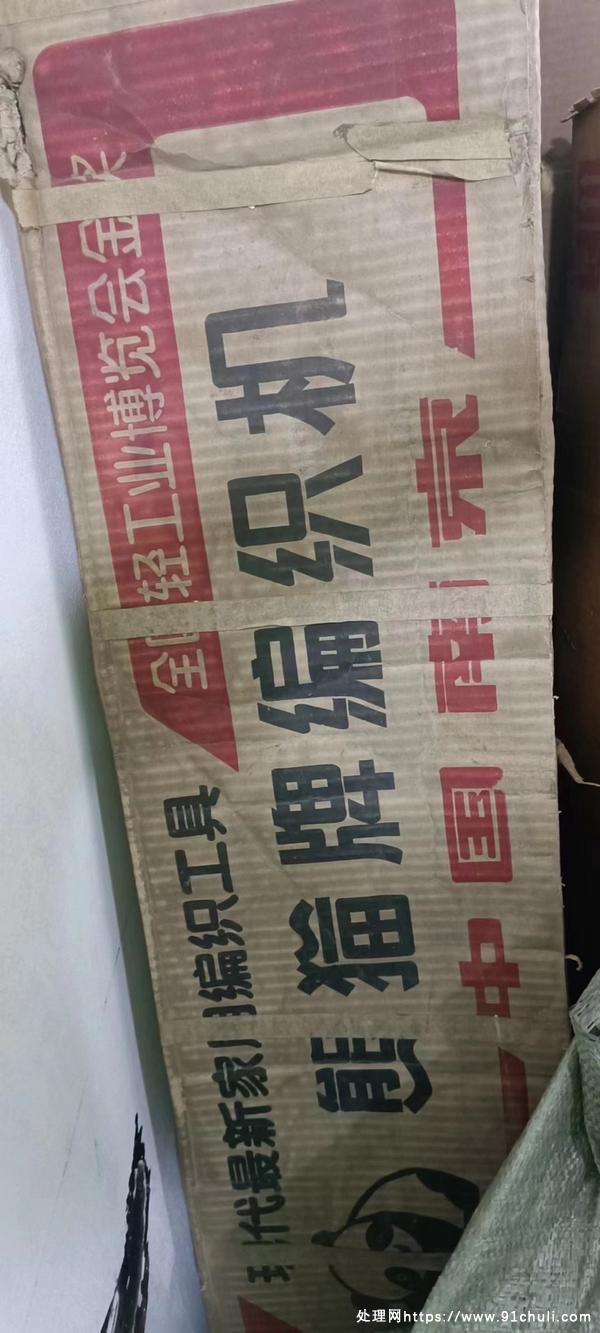 全国轻工业博览会金奖
现代最新家用编织工具
熊猫牌编织机
中国南京
处理网https://www.91chuli.com